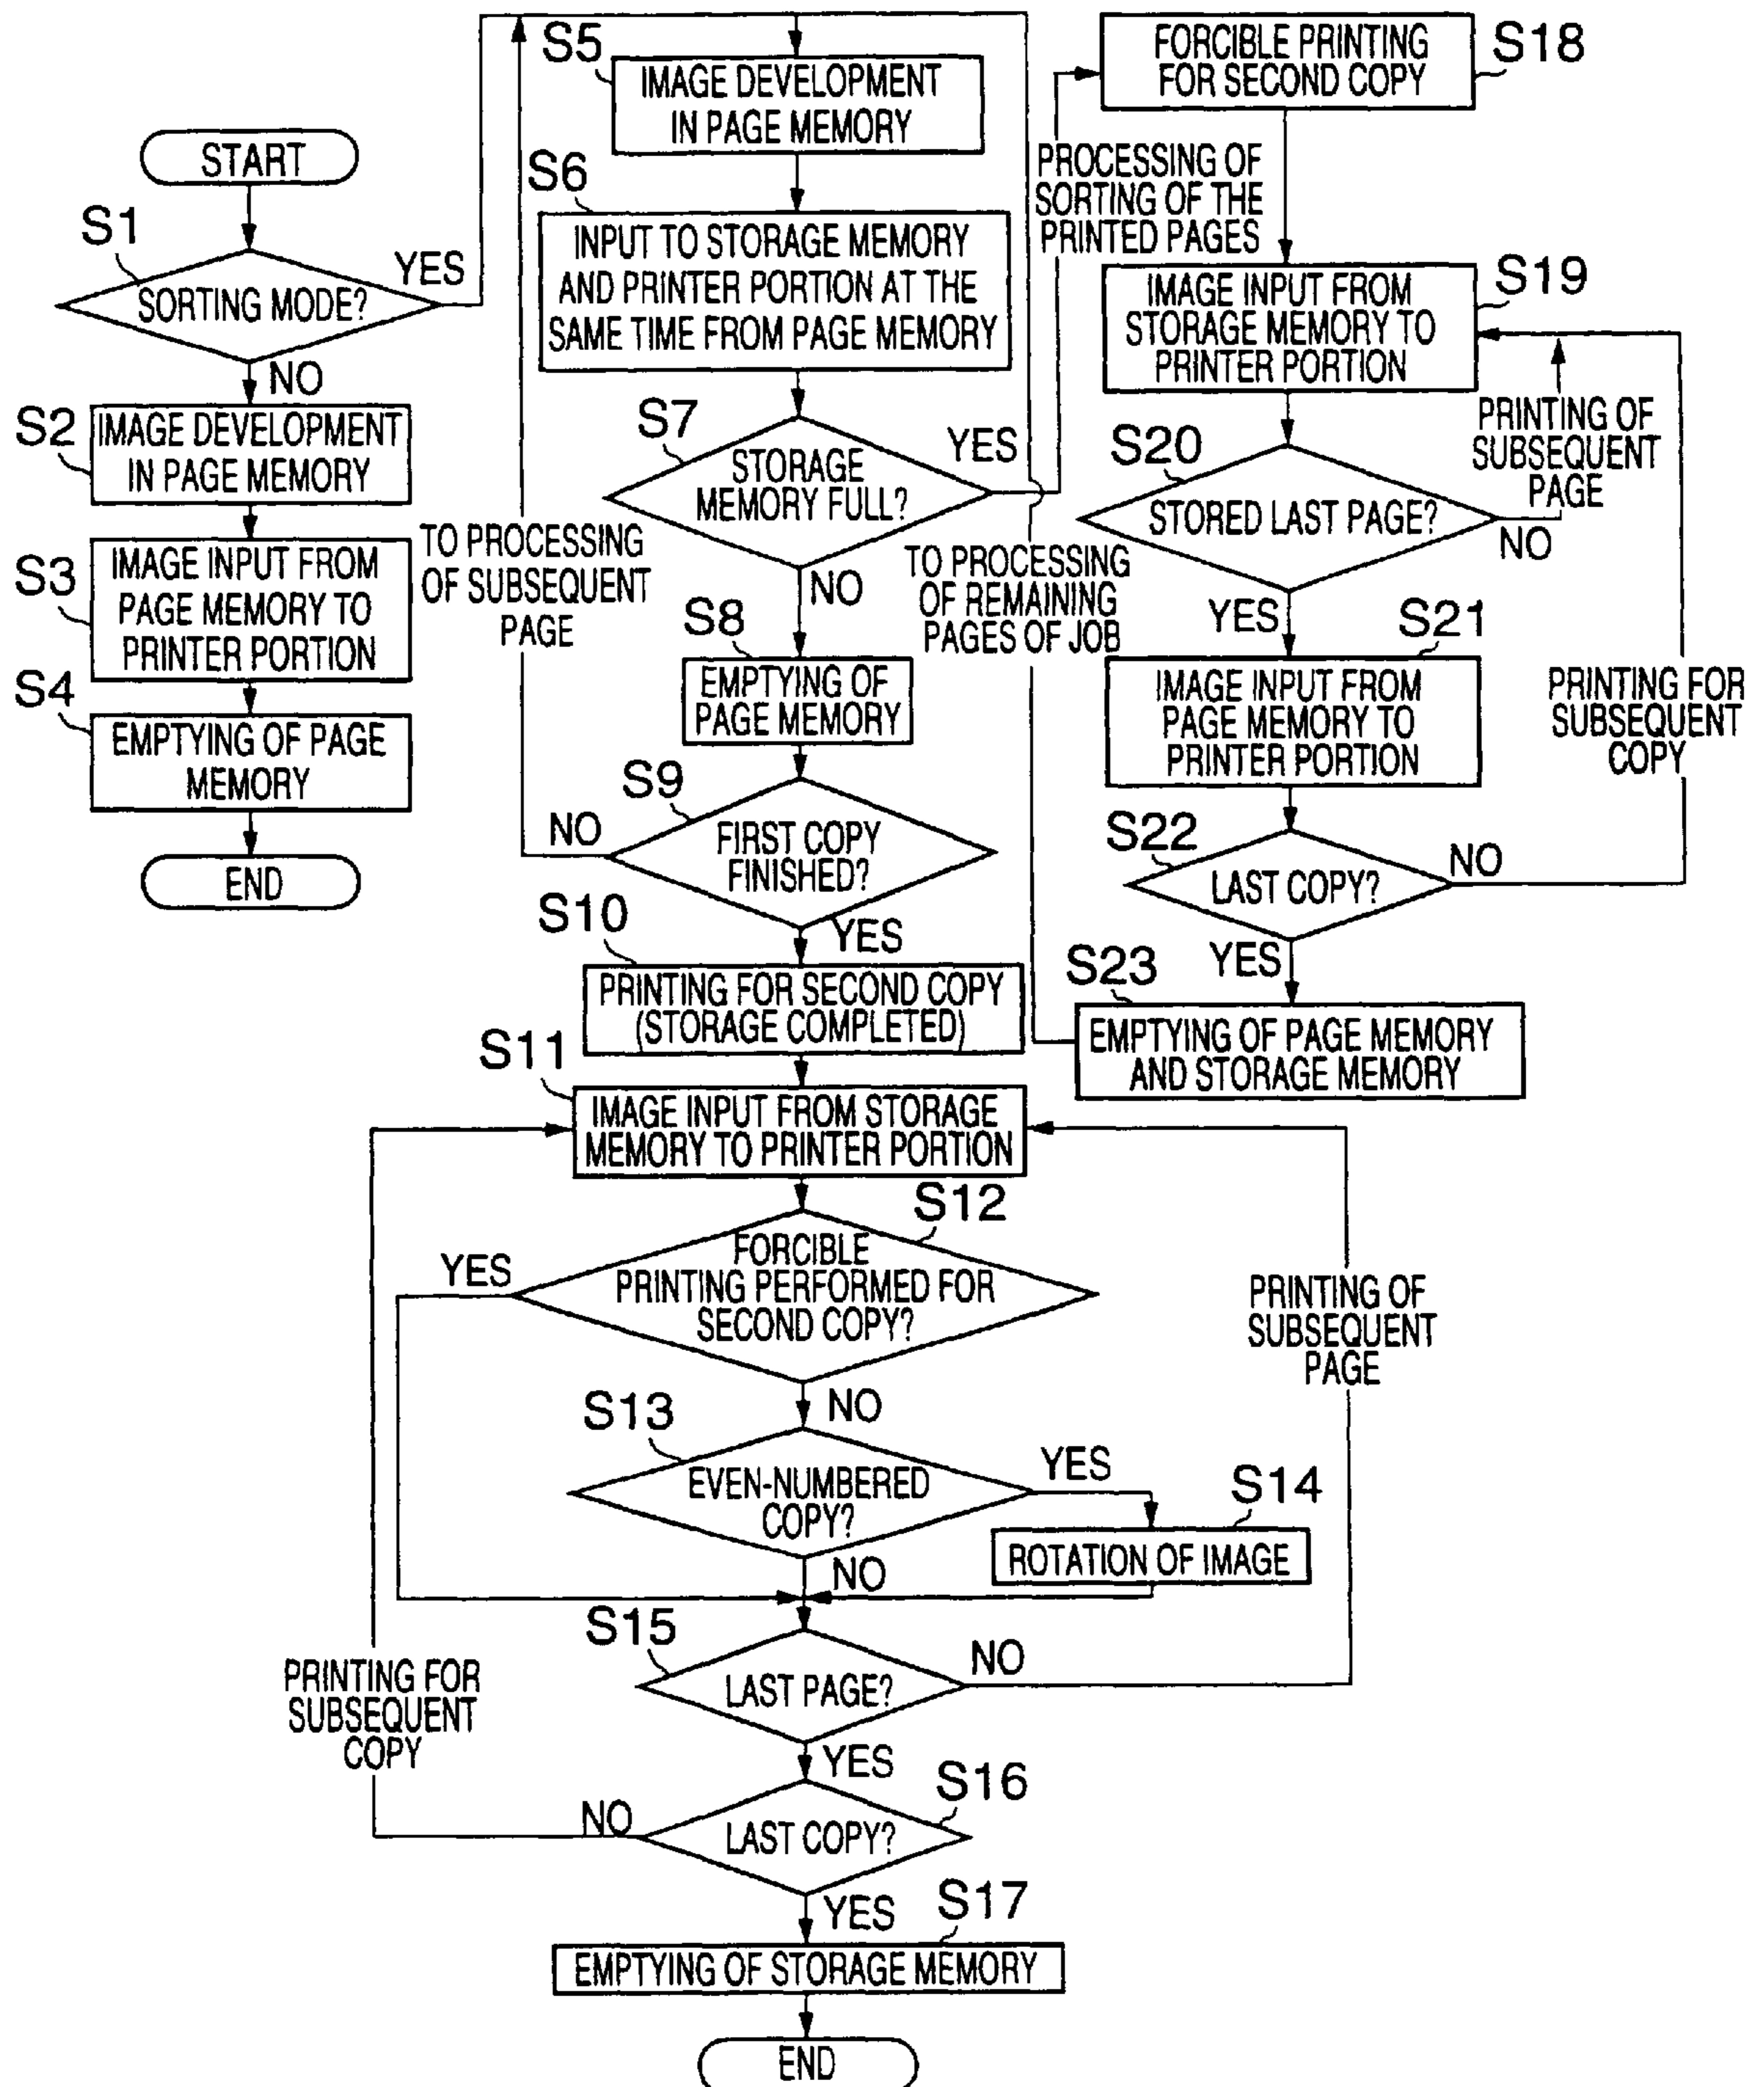 START
S1
SORTING MODE?
YES
NO
S2
IMAGE DEVELOPMENT
IN PAGE MEMORY
S3
IMAGE INPUT FROM
PAGE MEMORY TO
PRINTER PORTION
S4
EMPTYING OF PAGE
MEMORY
END
S5
IMAGE DEVELOPMENT
IN PAGE MEMORY
S6
INPUT TO STORAGE MEMORY
AND PRINTER PORTION AT THE
SAME TIME FROM PAGE MEMORY
S7
STORAGE
MEMORY FULL?
YES
NO
TO PROCESSING
OF SUBSEQUENT
PAGE
S8
EMPTYING OF
PAGE MEMORY
S9
FIRST COPY
FINISHED?
NO
YES
S10
PRINTING FOR SECOND COPY
(STORAGE COMPLETED)
S11
IMAGE INPUT FROM STORAGE
MEMORY TO PRINTER PORTION
S12
FORCIBLE
PRINTING PERFORMED FOR
SECOND COPY?
YES
NO
S13
EVEN-NUMBERED
COPY?
YES
NO
S14
ROTATION OF IMAGE
S15
LAST PAGE?
NO
YES
PRINTING OF
SUBSEQUENT
PAGE
S16
LAST COPY?
NO
YES
PRINTING FOR
SUBSEQUENT
COPY
S17
EMPTYING OF STORAGE MEMORY
END
PROCESSING OF
SORTING OF THE
PRINTED PAGES
S18
FORCIBLE PRINTING
FOR SECOND COPY
S19
IMAGE INPUT FROM
STORAGE MEMORY TO
PRINTER PORTION
S20
STORED LAST PAGE?
NO
YES
PRINTING OF
SUBSEQUENT
PAGE
S21
IMAGE INPUT FROM
PAGE MEMORY TO
PRINTER PORTION
S22
LAST COPY?
NO
YES
PRINTING FOR
SUBSEQUENT
COPY
S23
EMPTYING OF PAGE MEMORY
AND STORAGE MEMORY
TO PROCESSING
OF REMAINING
PAGES OF JOB